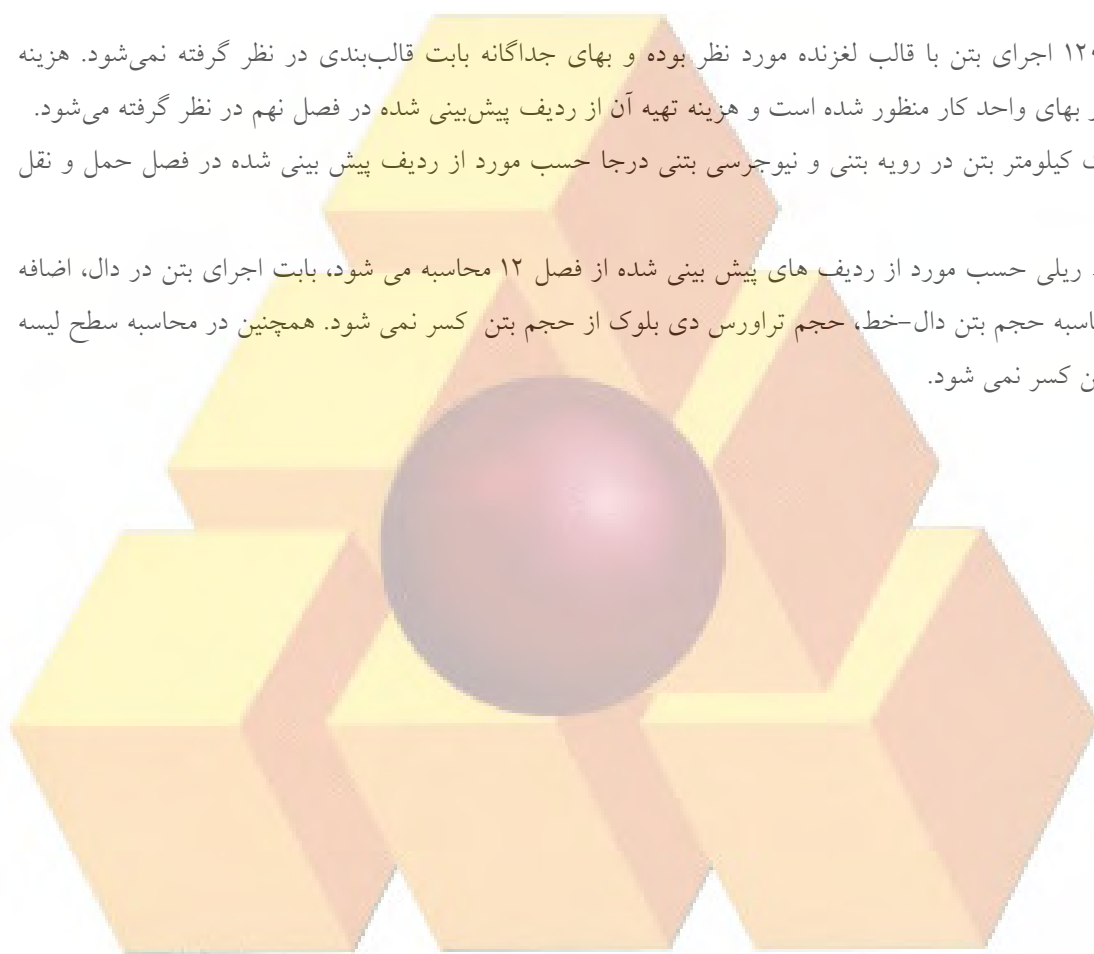 اجرای بتن با قالب لغزنده مورد نظر بوده و بهای جداگانه بابت قالب‌بندی در نظر گرفته نمی‌شود. هزینه
بهای واحد کار منظور شده است و هزینه تهیه آن از ردیف پیش‌بینی شده در فصل نهم در نظر گرفته می‌شود.
کیلومتر بتن در رویه بتنی و نیوجرسی بتنی درجا حسب مورد از ردیف پیش بینی شده در فصل حمل و نقل
ریلی حسب مورد از ردیف های پیش بینی شده از فصل ۱۲ محاسبه می شود، بابت اجرای بتن در دال، اضافه
حجم بتن دال-خط، حجم تراورس دی بلوک از حجم بتن کسر نمی شود. همچنین در محاسبه سطح لیسه
کسر نمی شود.